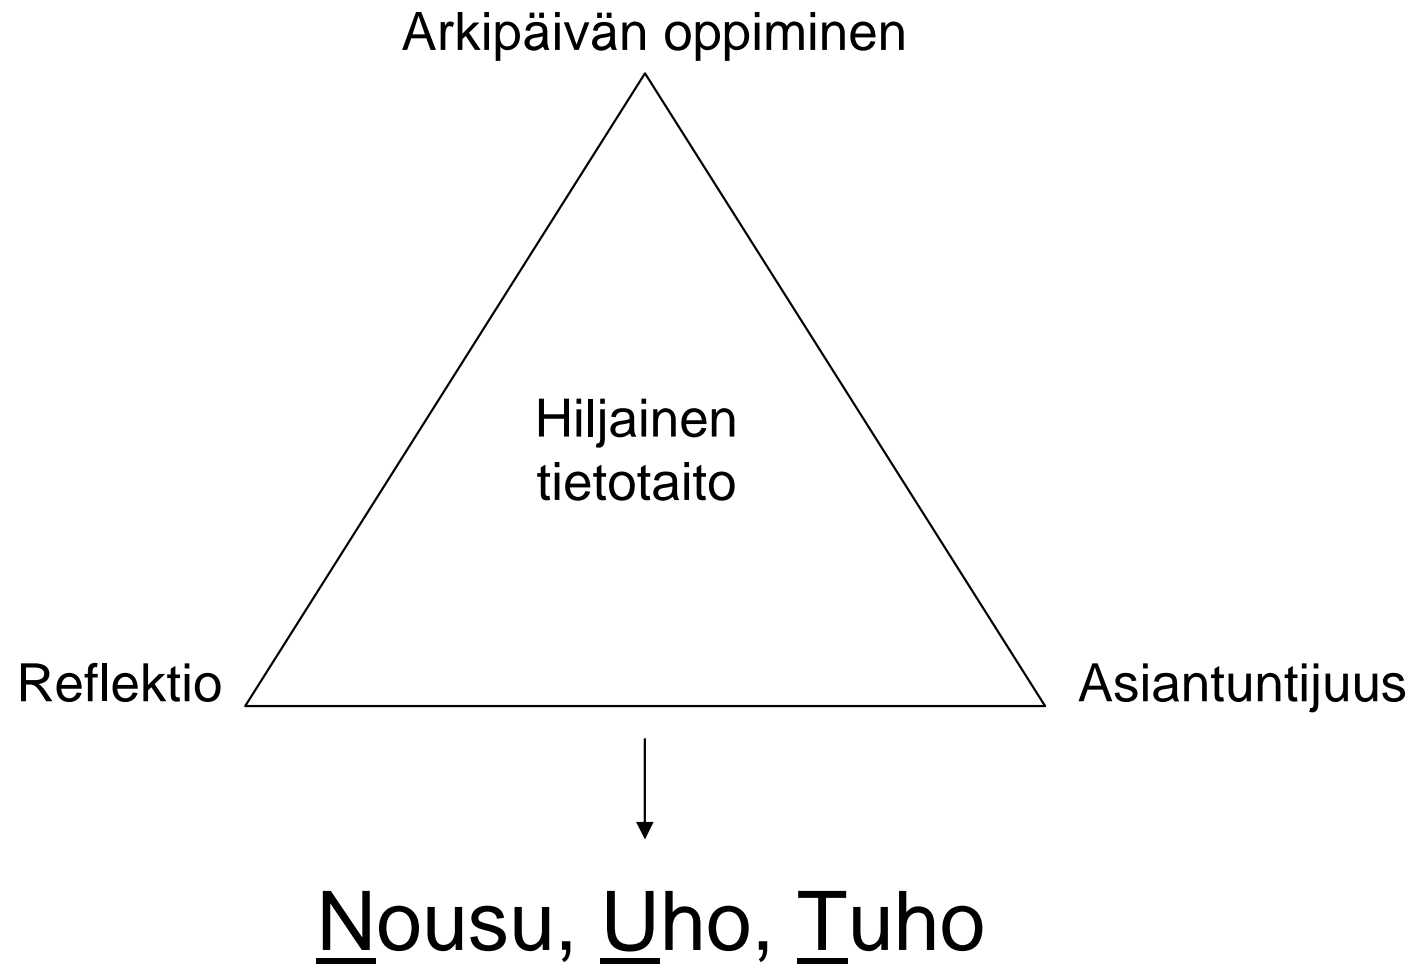 Arkipäivän oppiminen
Hiljainen
tietotaito
Reflektio
Asiantuntijuus
Nousu, Uho, Tuho